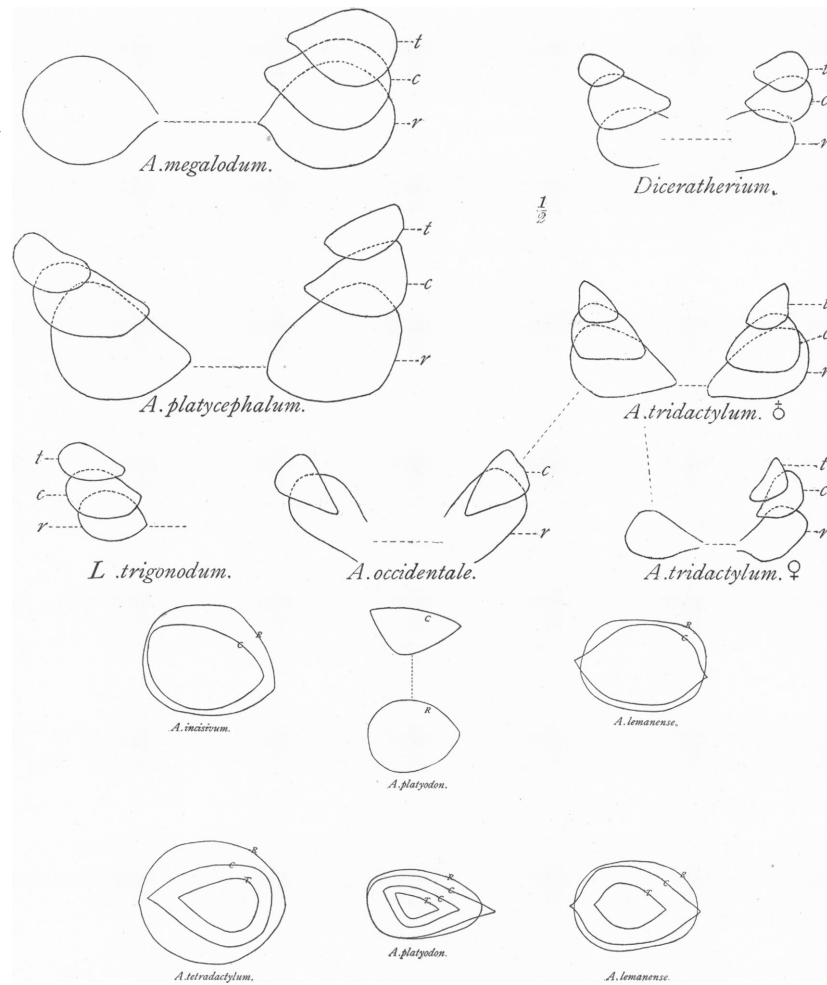 t
c
r
A.megalodum.
t
c
r
Diceratherium.
1/2
t
c
r
A.platycephalum.
t
c
r
A.tridactylum. ♂
t
c
r
L .trigonodum.
c
r
A.occidentale.
t
c
r
A.tridactylum. ♀
R
C
A.incisivum.
C
R
A.platyodon.
R
C
A.lemanense.
R
C
T
A.tetradactylum.
R
C
C
T
A.platyodon.
R
C
T
A.lemanense.